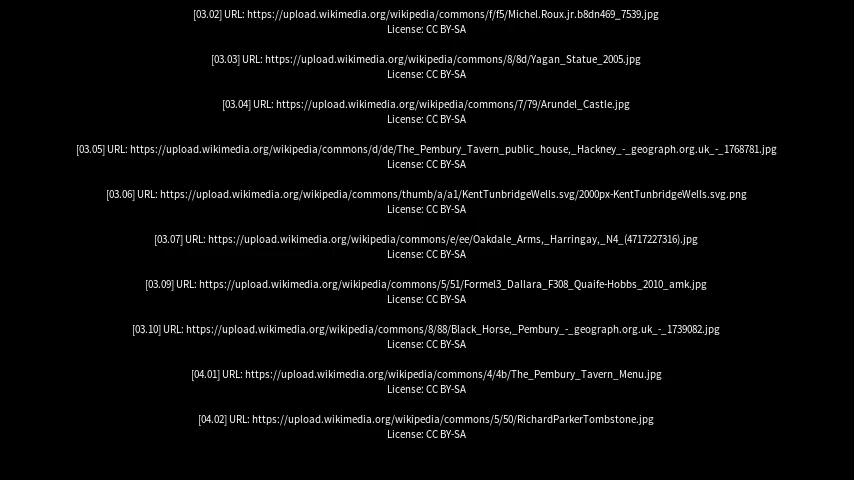 [03.02] URL: https://upload.wikimedia.org/wikipedia/commons/f/f5/Michel.Roux.jr.b8dn469_7539.jpg
License: CC BY-SA
[03.03] URL: https://upload.wikimedia.org/wikipedia/commons/8/8d/Yagan_Statue_2005.jpg
License: CC BY-SA
[03.04] URL: https://upload.wikimedia.org/wikipedia/commons/7/79/Arundel_Castle.jpg
License: CC BY-SA
[03.05] URL: https://upload.wikimedia.org/wikipedia/commons/d/de/The_Pembury_Tavern_public_house,_Hackney_-_geograph.org.uk_-_1768781.jpg
License: CC BY-SA
[03.06] URL: https://upload.wikimedia.org/wikipedia/commons/thumb/a/a1/KentTunbridgeWells.svg/2000px-KentTunbridgeWells.svg.png
License: CC BY-SA
[03.07] URL: https://upload.wikimedia.org/wikipedia/commons/e/ee/Oakdale_Arms,_Harringay,_N4_(4717227316).jpg
License: CC BY-SA
[03.09] URL: https://upload.wikimedia.org/wikipedia/commons/5/51/Formel3_Dallara_F308_Quaife-Hobbs_2010_amk.jpg
License: CC BY-SA
[03.10] URL: https://upload.wikimedia.org/wikipedia/commons/8/88/Black_Horse,_Pembury_-_geograph.org.uk_-_1739082.jpg
License: CC BY-SA
[04.01] URL: https://upload.wikimedia.org/wikipedia/commons/4/4b/The_Pembury_Tavern_Menu.jpg
License: CC BY-SA
[04.02] URL: https://upload.wikimedia.org/wikipedia/commons/5/50/RichardParkerTombstone.jpg
License: CC BY-SA